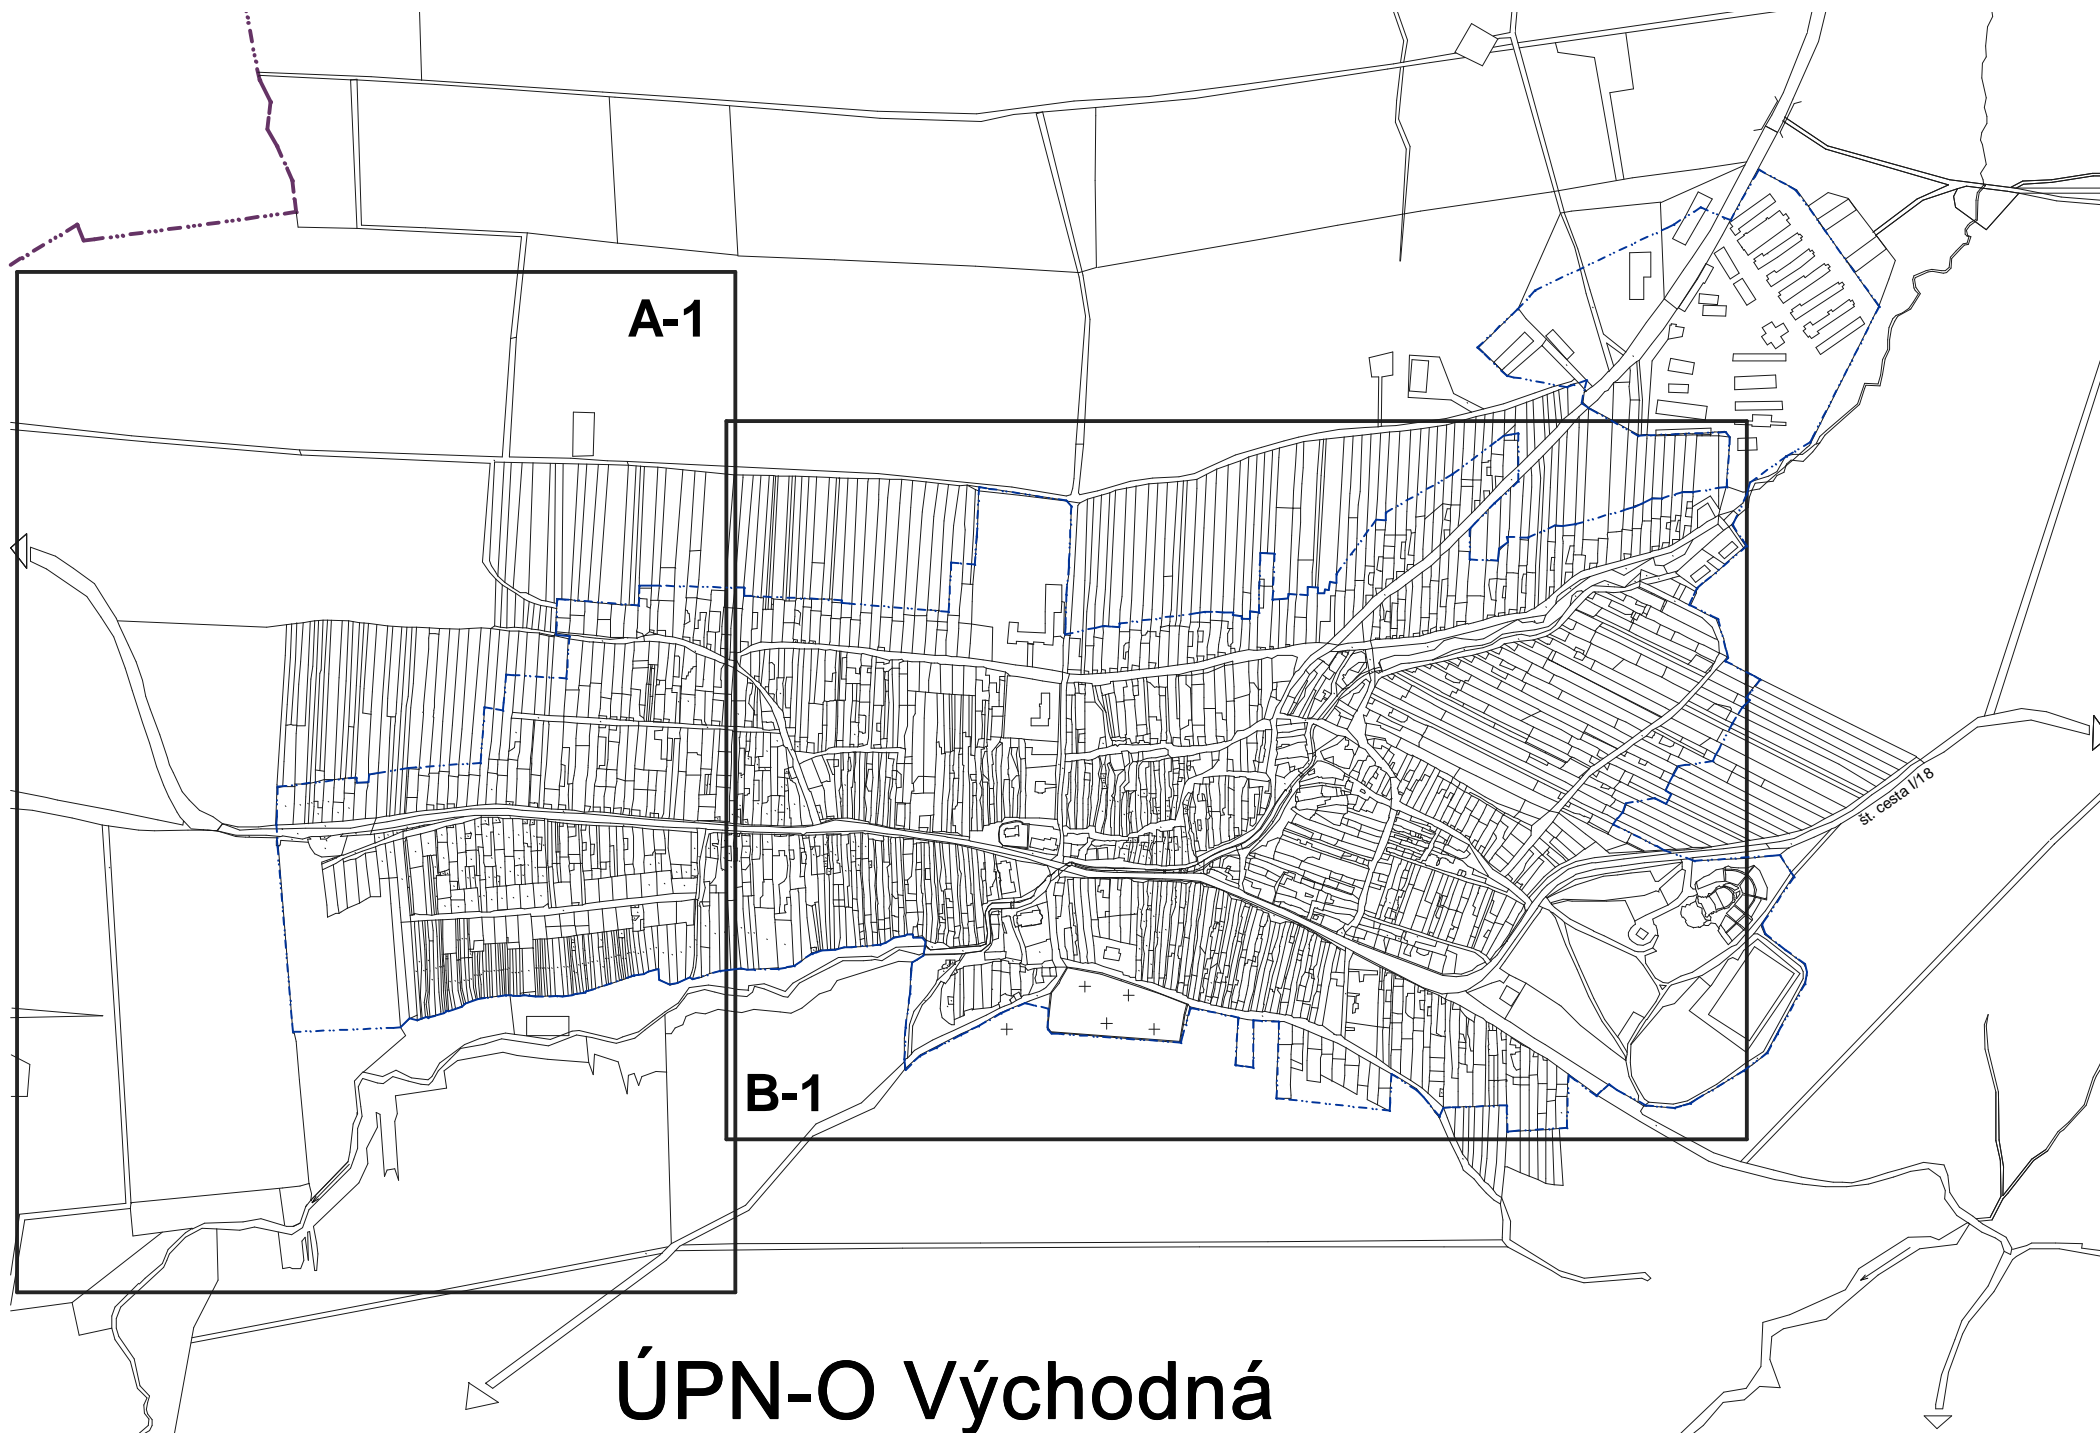 A-1
št. cesta I/18
B-1
ÚPN-O Východná